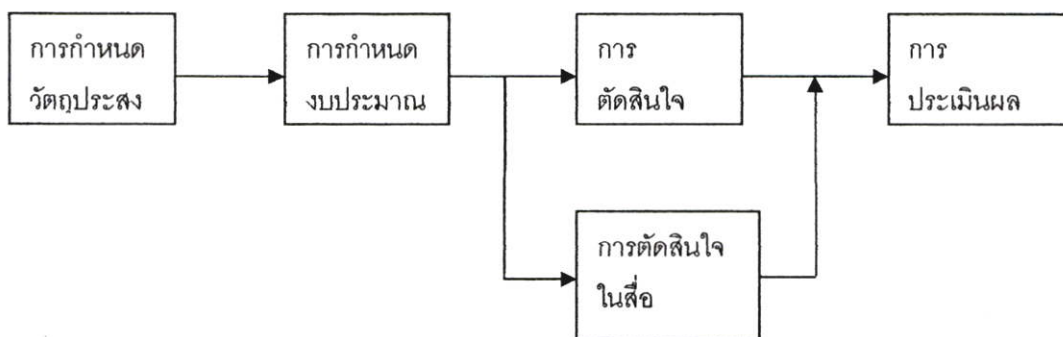 การกำหนด
วัตถุประสง
การกำหนด
งบประมาณ
การ
ตัดสินใจ
การ
ประเมินผล
การตัดสินใจ
ในสื่อ